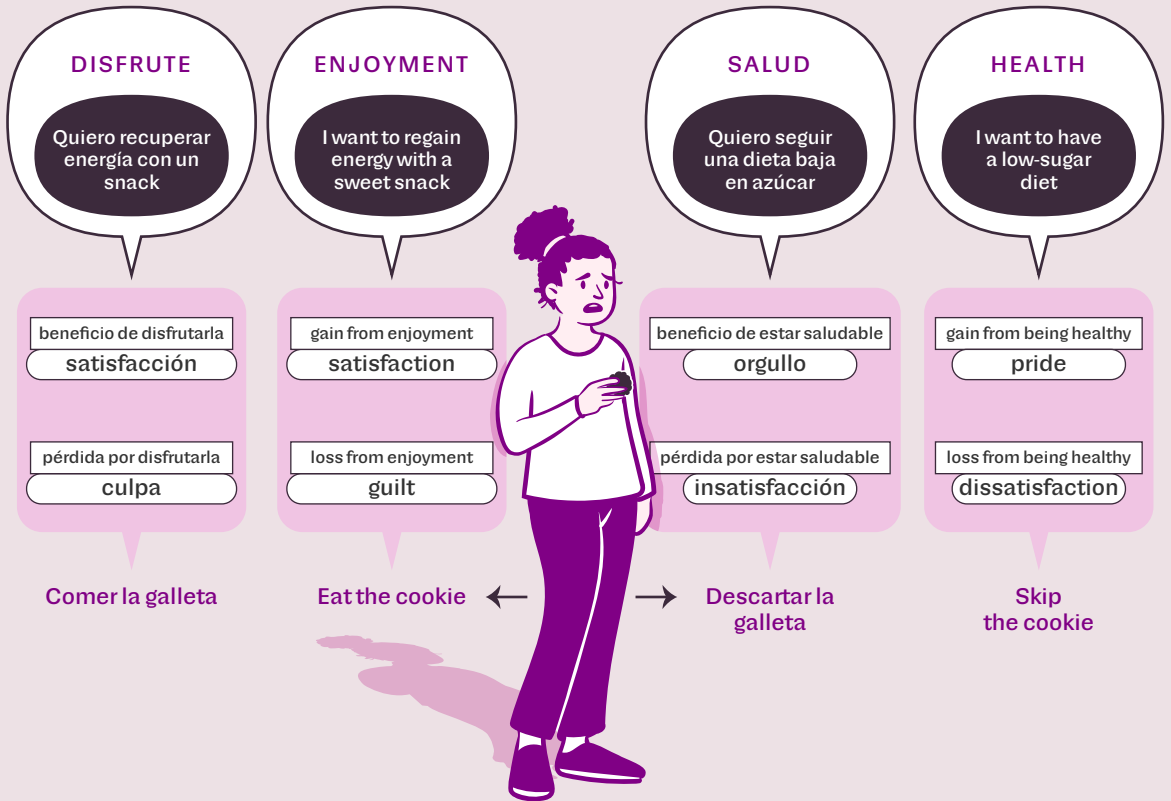 DISFRUTE
Quiero recuperar
energía con un
snack
beneficio de disfrutarla
satisfacción
pérdida por disfrutarla
culpa
Comer la galleta
ENJOYMENT
I want to regain
energy with a
sweet snack
gain from enjoyment
satisfaction
loss from enjoyment
guilt
Eat the cookie
SALUD
Quiero seguir
una dieta baja
en azúcar
beneficio de estar saludable
orgullo
pérdida por estar saludable
insatisfacción
Descartar la
galleta
HEALTH
I want to have
a low-sugar
diet
gain from being healthy
pride
loss from being healthy
dissatisfaction
Skip
the cookie